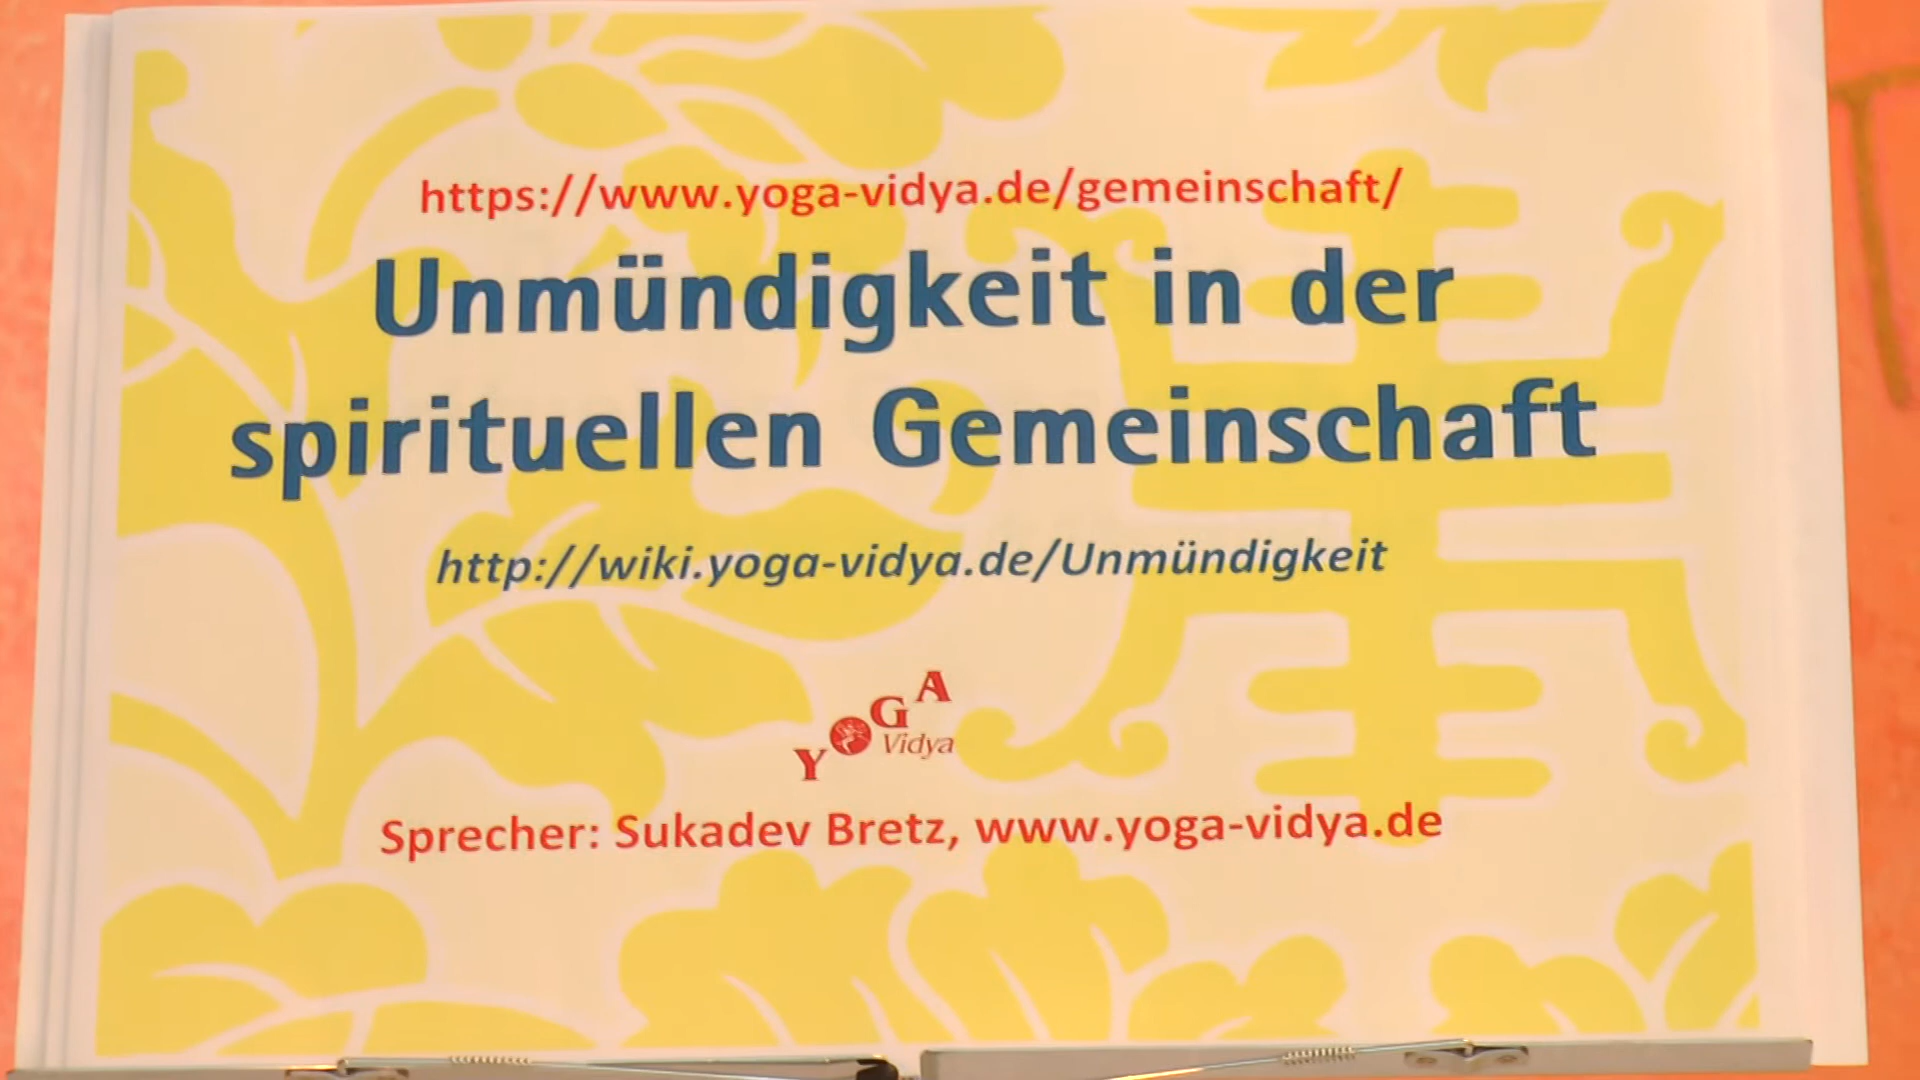 https://www.yoga-vidya.de/gemeinschaft/
Unmündigkeit in der
spirituellen Gemeinschaft
http://wiki.yoga-vidya.de/Unmündigkeit
YOGA
Vidya
Sprecher: Sukadev Bretz, www.yoga-vidya.de